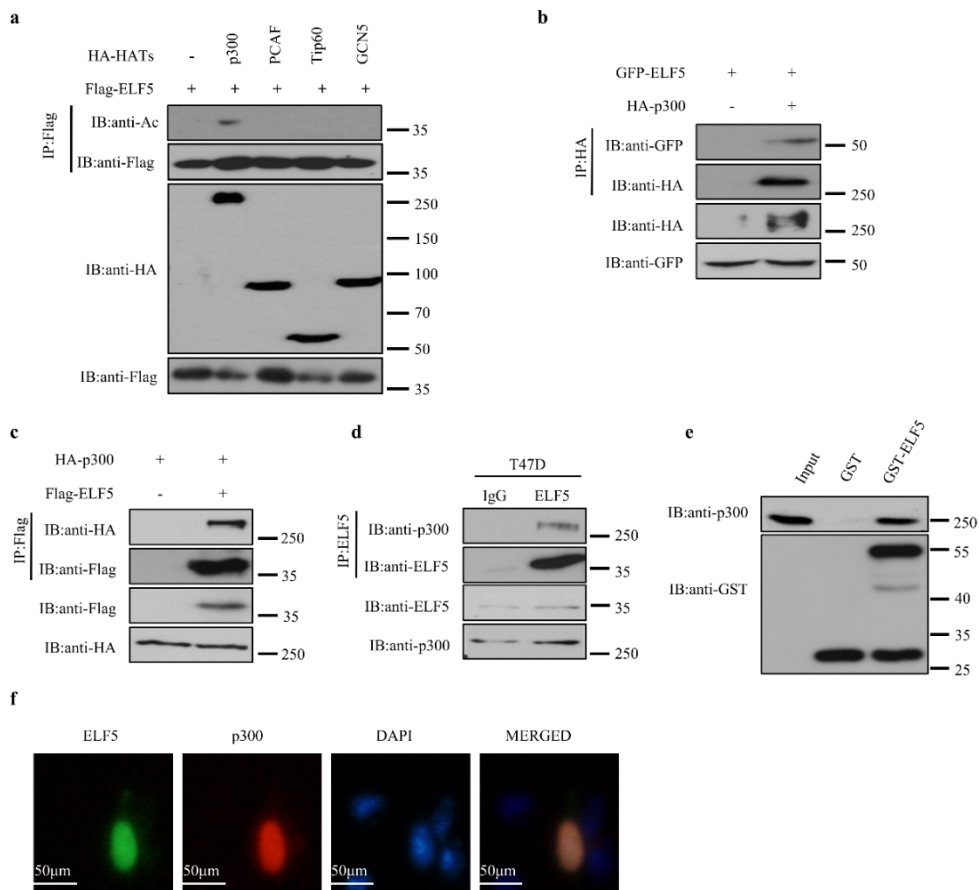 a
HA-HATs - p300 PCAF Tip60 GCN5
Flag-ELF5 + + + + +
IP:Flag
IB:anti-Ac 35
IB:anti-Flag 35
IB:anti-HA
250
150
100
70
50
IB:anti-Flag 35
b
GFP-ELF5 + +
HA-p300 - +
IP:HA
IB:anti-GFP 50
IB:anti-HA 250
IB:anti-HA 250
IB:anti-GFP 50
c
HA-p300 + +
Flag-ELF5 - +
IP:Flag
IB:anti-HA 250
IB:anti-Flag 35
IB:anti-Flag 35
IB:anti-HA 250
d
T47D
IgG ELF5
IP:ELF5
IB:anti-p300 250
IB:anti-ELF5 35
IB:anti-ELF5 35
IB:anti-p300 250
e
Input GST GST-ELF5
IB:anti-p300 250
IB:anti-GST
55
40
35
25
f
ELF5 p300 DAPI MERGED
50μm 50μm 50μm 50μm